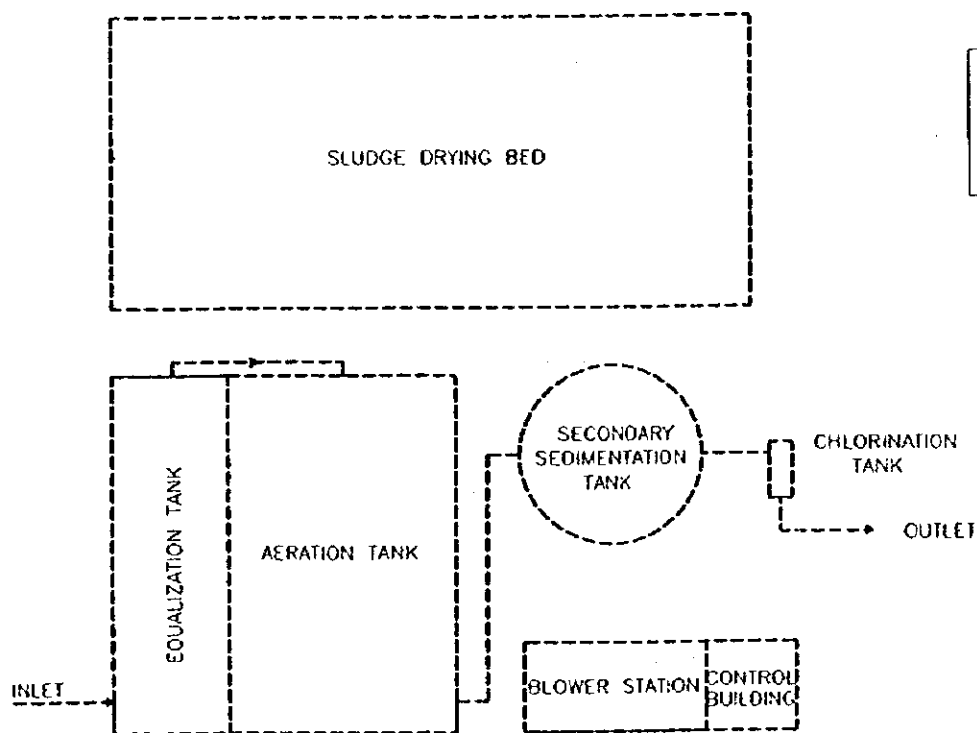 SLUDGE DRYING BED
SECONDARY
SEDIMENTATION
TANK
CHLORINATION
TANK
OUTLET
EQUALIZATION TANK
AERATION TANK
INLET
BLOWER STATION
CONTROL
BUILDING